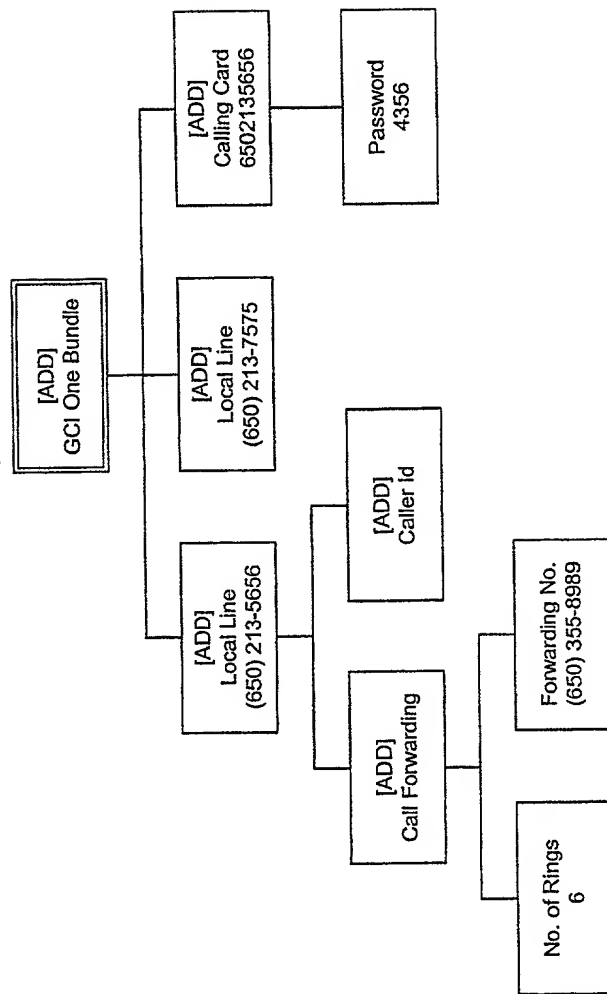 [ADD]
GCI One Bundle
[ADD]
Local Line
(650) 213-5656
[ADD]
Local Line
(650) 213-7575
[ADD]
Calling Card
6502135656
[ADD]
Call Forwarding
[ADD]
Caller Id
Password
4356
No. of Rings
6
Forwarding No.
(650) 355-8989